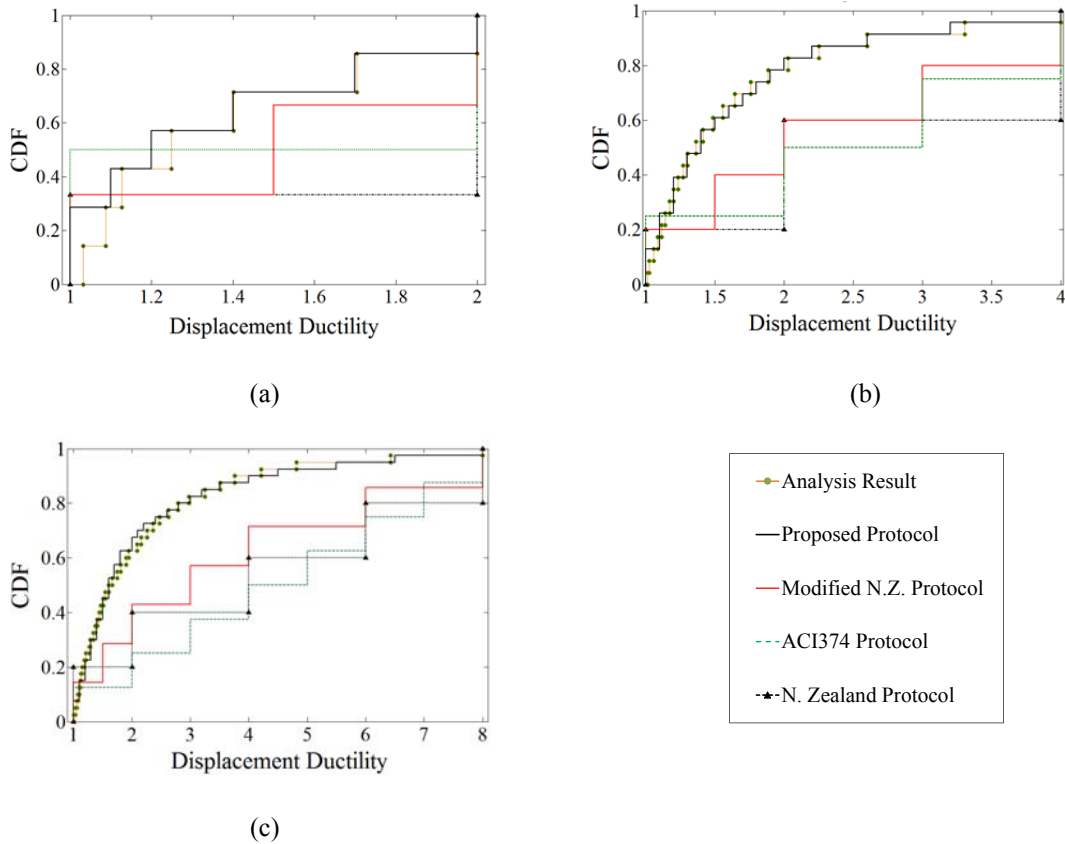 1
0.8
0.6
0.4
0.2
0
CDF
1
1.2
1.4
1.6
1.8
2
Displacement Ductility
(a)
1
0.8
0.6
0.4
0.2
0
CDF
1
1.5
2
2.5
3
3.5
4
Displacement Ductility
(b)
1
0.8
0.6
0.4
0.2
0
CDF
1
2
3
4
5
6
7
8
Displacement Ductility
(c)
Analysis Result
Proposed Protocol
Modified N.Z. Protocol
ACI374 Protocol
N. Zealand Protocol